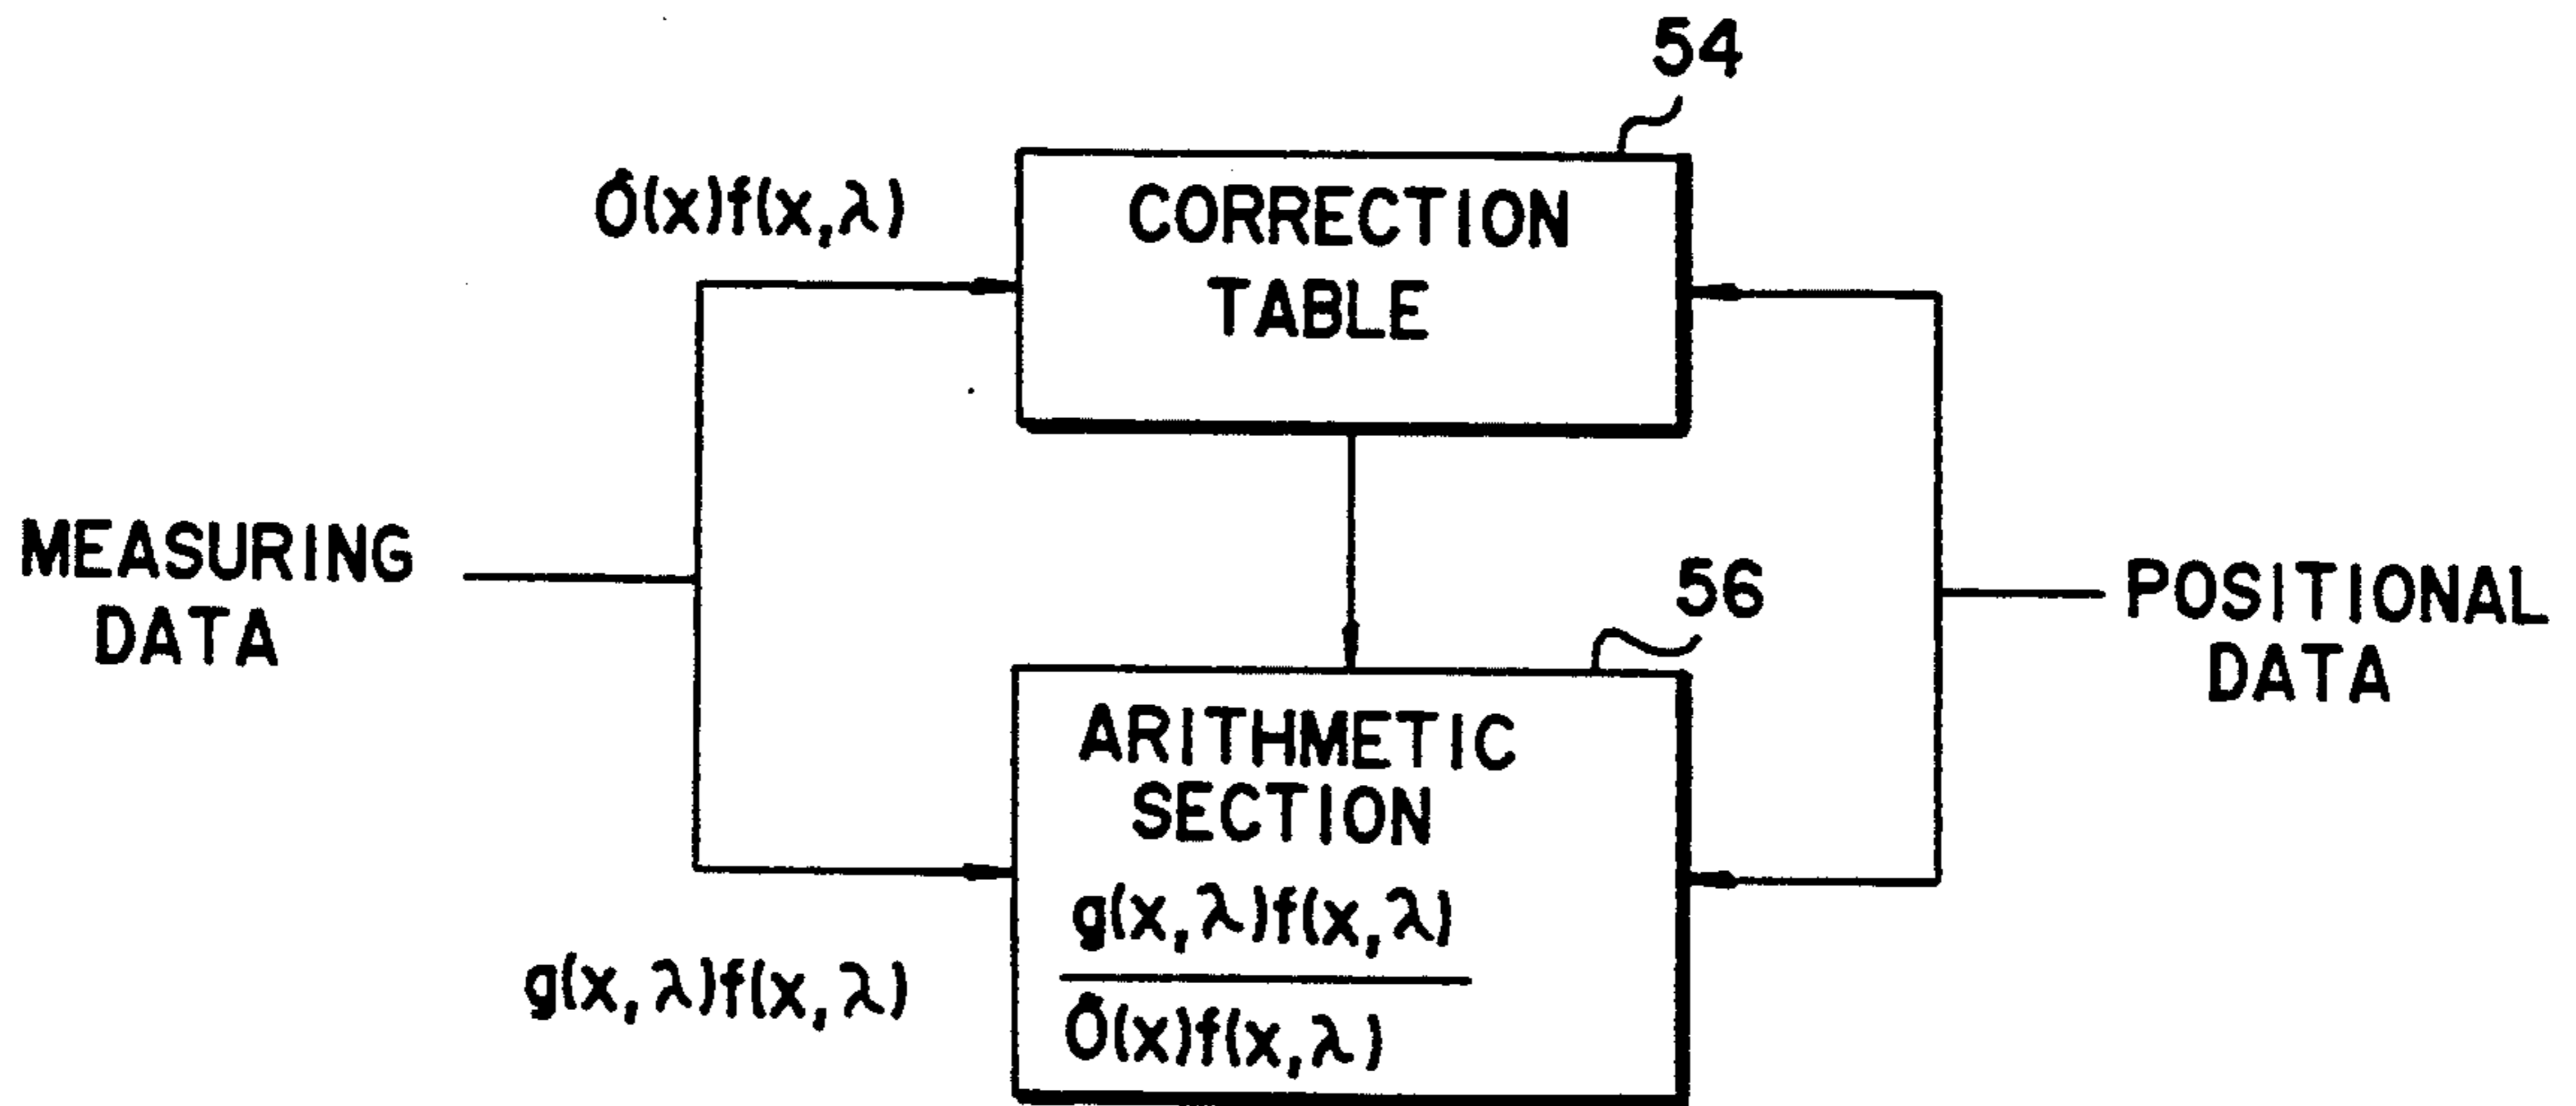 54
Ő(x)f(x,λ)
CORRECTION
TABLE
MEASURING
DATA
56
POSITIONAL
DATA
ARITHMETIC
SECTION
g(x,λ)f(x,λ)
Ő(x)f(x,λ)
g(x,λ)f(x,λ)